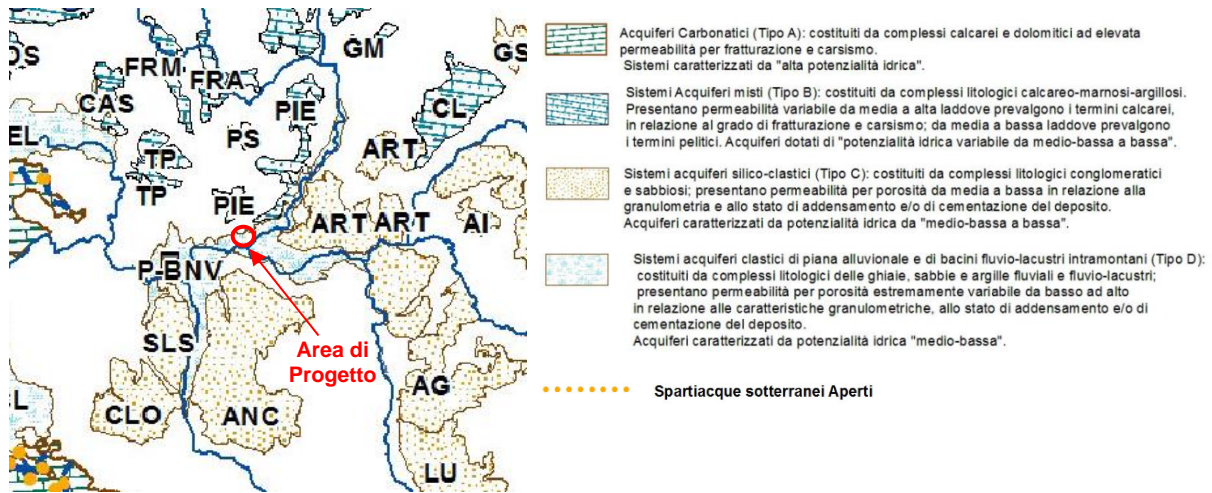 OS
FRM
FRA
GM
GS
CAS
PIE
CL
EL
PS
TP
ART
TP
PIE
ART
ART
AI
P-BNV
SLS
Area di
Progetto
CLO
ANC
AG
L
LU
Acquiferi Carbonatici (Tipo A): costituiti da complessi calcarei e dolomitici ad elevata
permeabilità per fratturazione e carsismo.
Sistemi caratterizzati da "alta potenzialità idrica".
Sistemi Acquiferi misti (Tipo B): costituiti da complessi litologici calcareo-marnosi-argillosi.
Presentano permeabilità variabile da media a alta laddove prevalgono i termini calcarei,
in relazione al grado di fratturazione e carsismo; da media a bassa laddove prevalgono
i termini pelitici. Acquiferi dotati di "potenzialità idrica variabile da medio-bassa a bassa".
Sistemi acquiferi silico-clastici (Tipo C): costituiti da complessi litologici conglomeratici
e sabbiosi; presentano permeabilità per porosità da media a bassa in relazione alla
granulometria e allo stato di addensamento e/o di cementazione del deposito.
Acquiferi caratterizzati da potenzialità idrica da "medio-bassa a bassa".
Sistemi acquiferi clastici di piana alluvionale e di bacini fluvio-lacustri intramontani (Tipo D):
costituiti da complessi litologici delle ghiaie, sabbie e argille fluviali e fluvio-lacustri;
presentano permeabilità per porosità estremamente variabile da basso ad alto
in relazione alle caratteristiche granulometriche, allo stato di addensamento e/o di
cementazione del deposito.
Acquiferi caratterizzati da potenzialità idrica "medio-bassa".
Spartiacque sotterranei Aperti